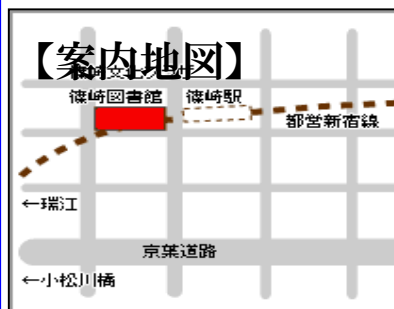 【案内地図】
篠崎図書館
篠崎駅
都営新宿線
←瑞江
京葉道路
←小松川橋